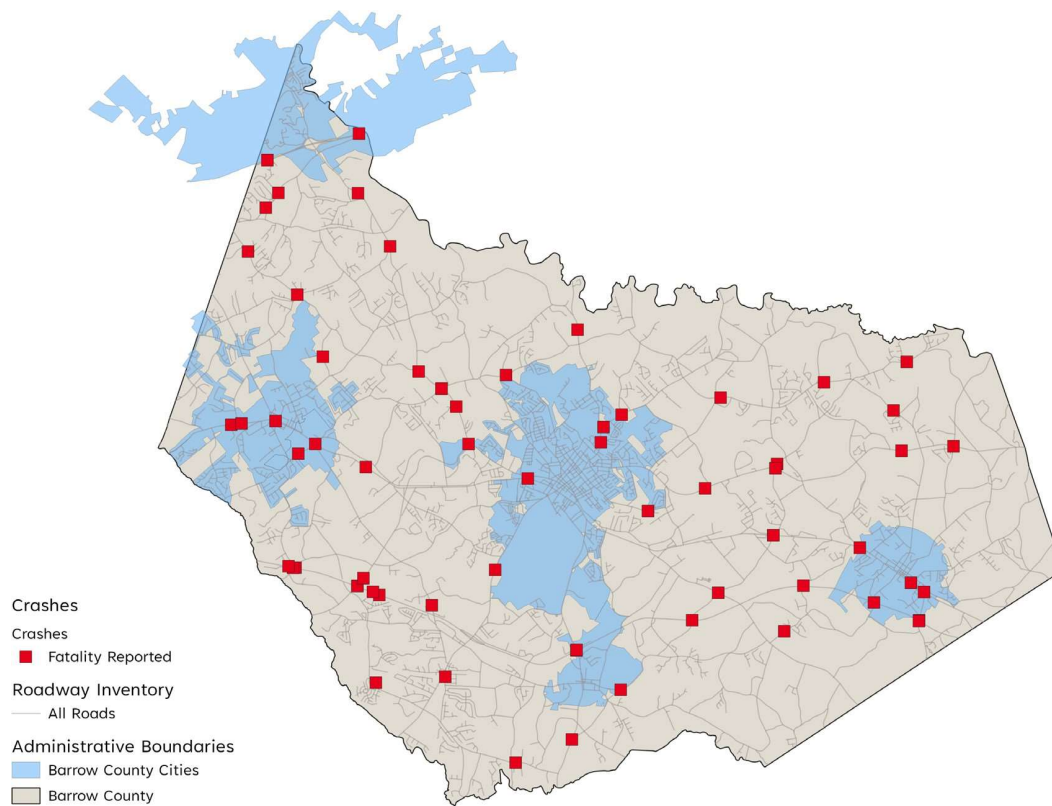 Crashes
Crashes
Fatality Reported
Roadway Inventory
All Roads
Administrative Boundaries
Barrow County Cities
Barrow County